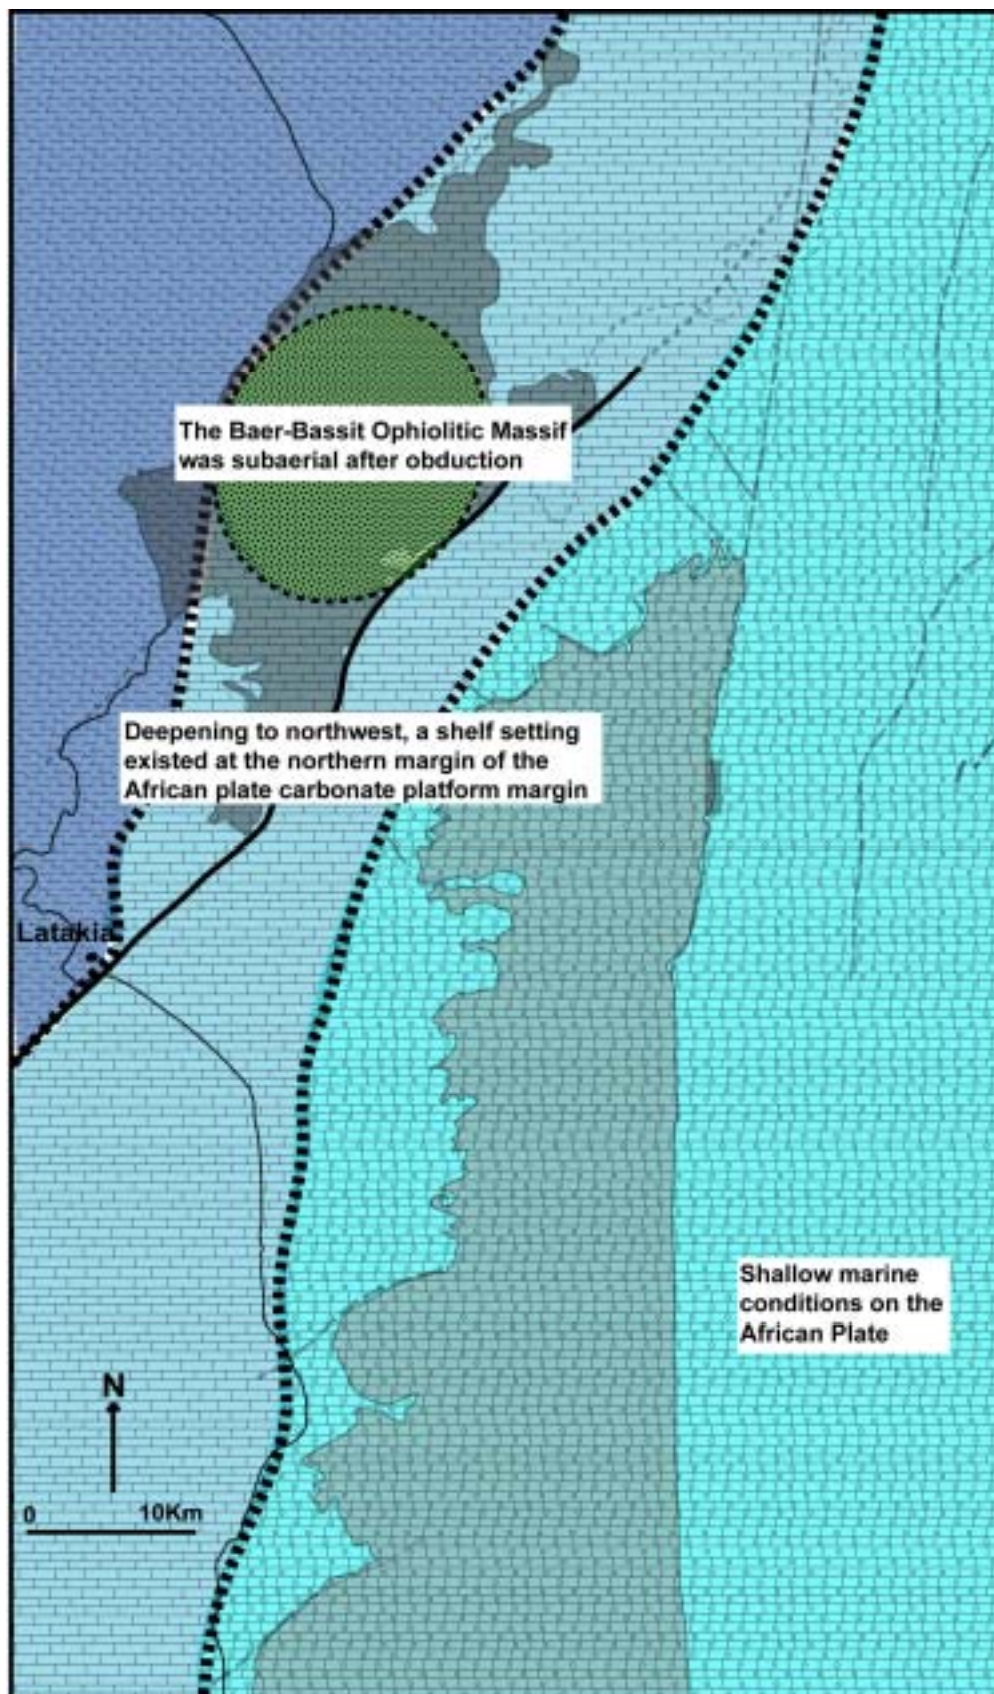 The Baer-Bassit Ophiolitic Massif
was subaerial after obduction
Deepening to northwest, a shelf setting
existed at the northern margin of the
African plate carbonate platform margin
Latakia
Shallow marine
conditions on the
African Plate
N
0 10Km